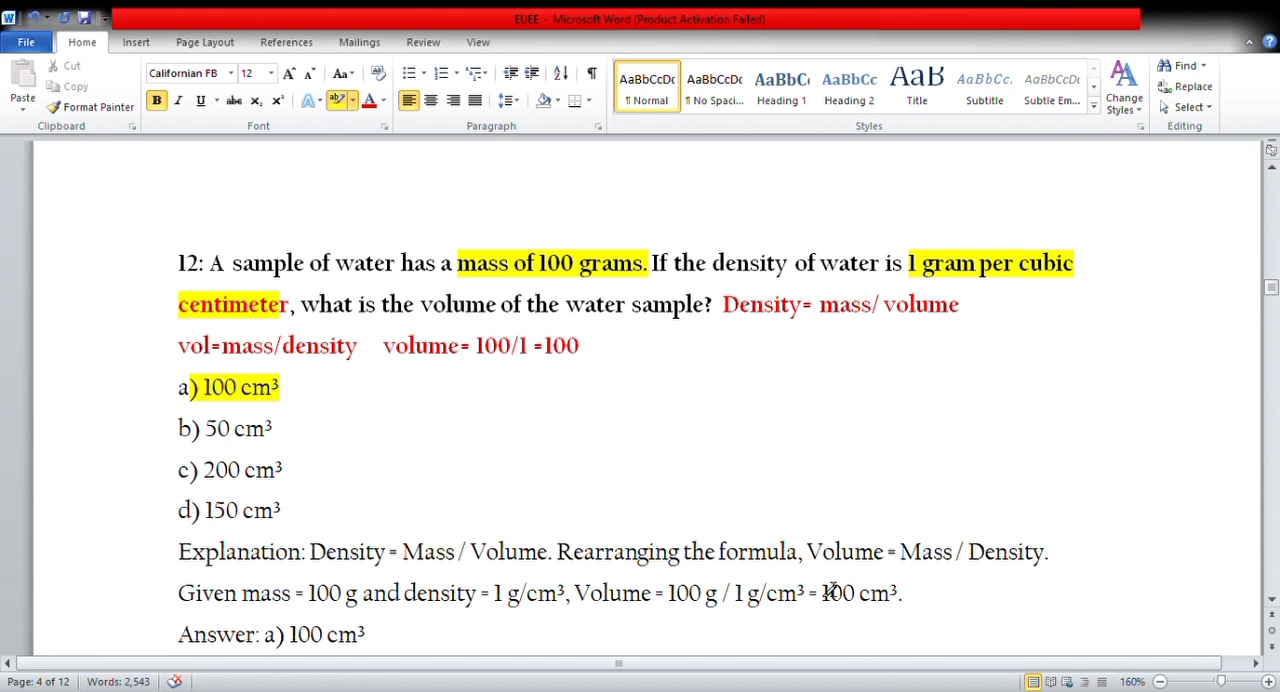 EUEE - Microsoft Word (Product Activation Failed)
File Home Insert Page Layout References Mailings Review View
Cut
Copy
Format Painter
Paste
Clipboard
Californian FB 12
Font
Paragraph
AaBbCcDc AaBbCcDc AaBbC AaBbCc AaB AaBbCc. AaBbCcDc
¶ Normal ¶ No Spaci... Heading 1 Heading 2 Title Subtitle Subtle Em...
Change Styles
Styles
Find
Replace
Select
Editing
12: A sample of water has a mass of 100 grams. If the density of water is 1 gram per cubic
centimeter, what is the volume of the water sample? Density= mass/ volume
vol=mass/density volume= 100/1 =100
a) 100 cm³
b) 50 cm³
c) 200 cm³
d) 150 cm³
Explanation: Density = Mass / Volume. Rearranging the formula, Volume = Mass / Density.
Given mass = 100 g and density = 1 g/cm³, Volume = 100 g / 1 g/cm³ = 100 cm³.
Answer: a) 100 cm³
Page: 4 of 12 Words: 2,543 160%